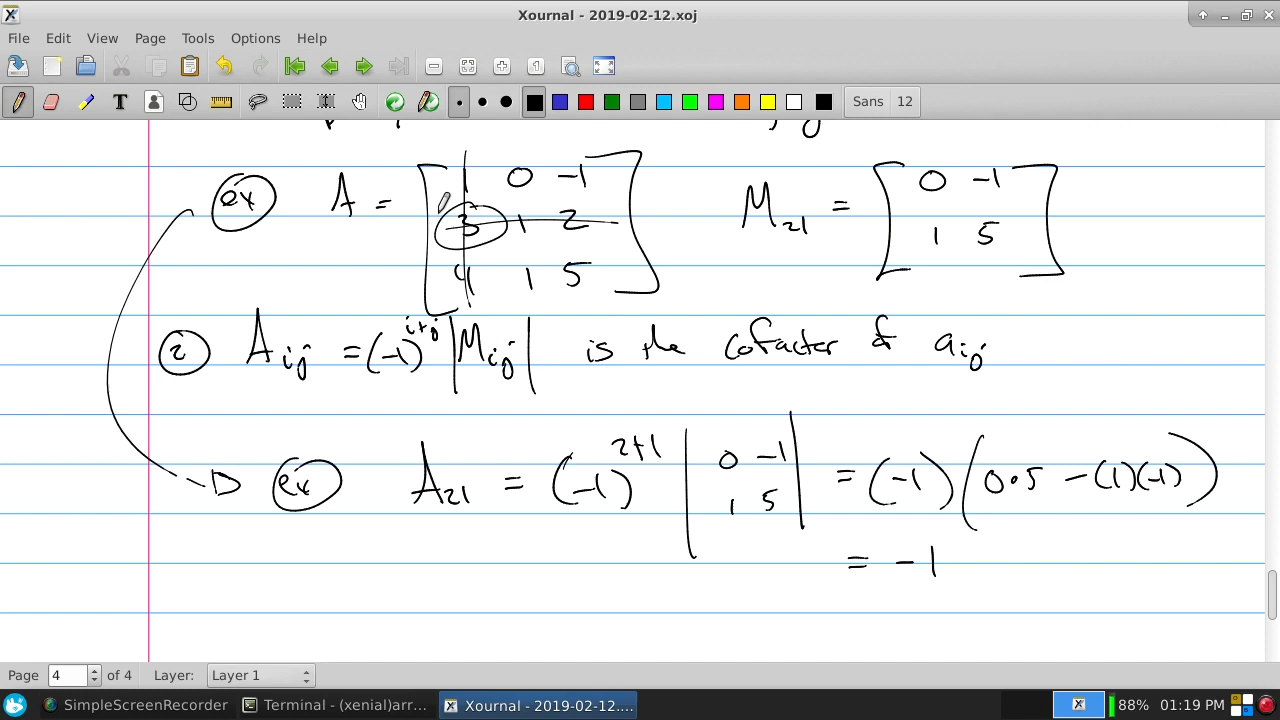 Xournal - 2019-02-12.xoj
File Edit View Page Tools Options Help
Sans 12
ex A = [ 1 0 -1 M21 = [ 0 -1
3 1 2 1 5 ]
4 1 5 ]
2 Aij = (-1)^i+j |Mij| is the cofactor of aij
ex A21 = (-1)^2+1 | 0 -1 | = (-1)(0·5 - (1)(-1))
1 5
= -1
Page 4 of 4 Layer: Layer 1
SimpleScreenRecorder Terminal - (xenial)arr... Xournal - 2019-02-12.... 88% 01:19 PM